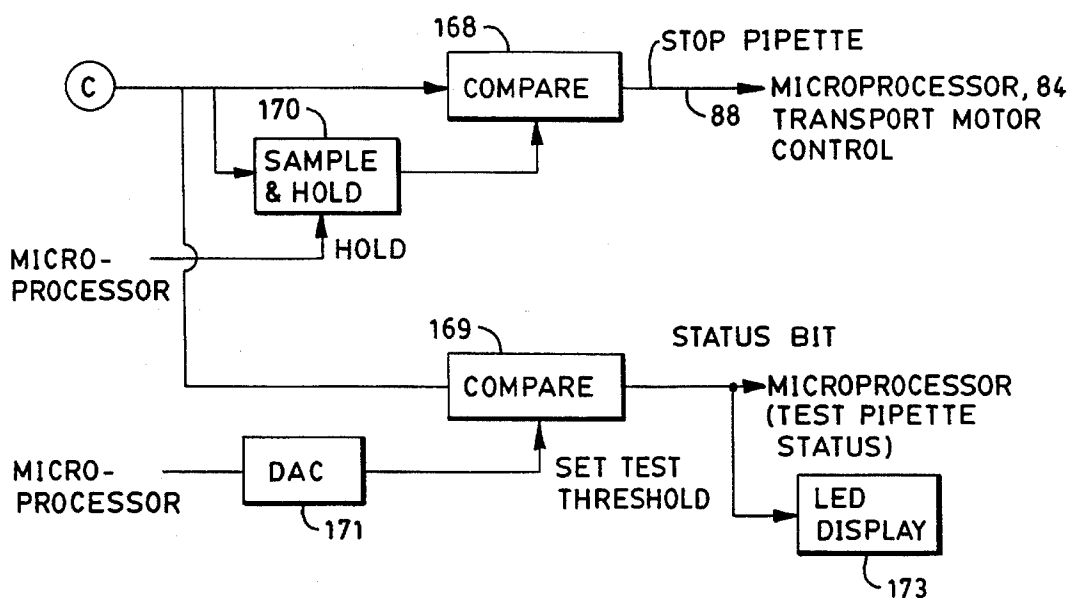 168
STOP PIPETTE
C
COMPARE
MICROPROCESSOR, 84
TRANSPORT MOTOR
CONTROL
88
170
SAMPLE
& HOLD
HOLD
MICRO-
PROCESSOR
169
STATUS BIT
COMPARE
MICROPROCESSOR
(TEST PIPETTE
STATUS)
MICRO-
PROCESSOR
DAC
171
SET TEST
THRESHOLD
LED
DISPLAY
173